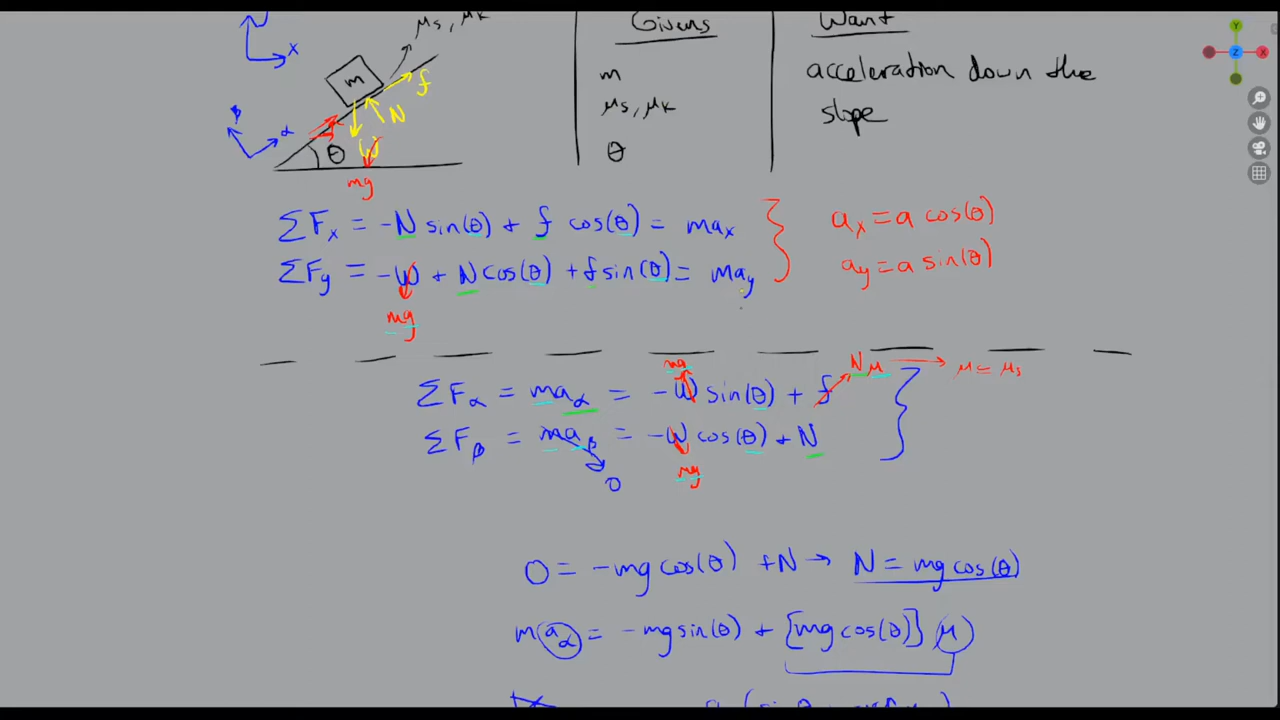 Givens
Want
y
x
μs, μk
m
f
N
W
β
α
θ
mg
m
μs, μk
θ
acceleration down the
slope
ΣFx = -N sin(θ) + f cos(θ) = max
ax = a cos(θ)
ΣFy = -W + N cos(θ) + f sin(θ) = may
ay = a sin(θ)
mg
mg
Nμ → μ = μs
ΣFα = maα = -W sin(θ) + f
ΣFβ = maβ = -W cos(θ) + N
0
mg
0 = -mg cos(θ) + N → N = mg cos(θ)
m aα = -mg sin(θ) + [mg cos(θ)] μ
Y
Z
X